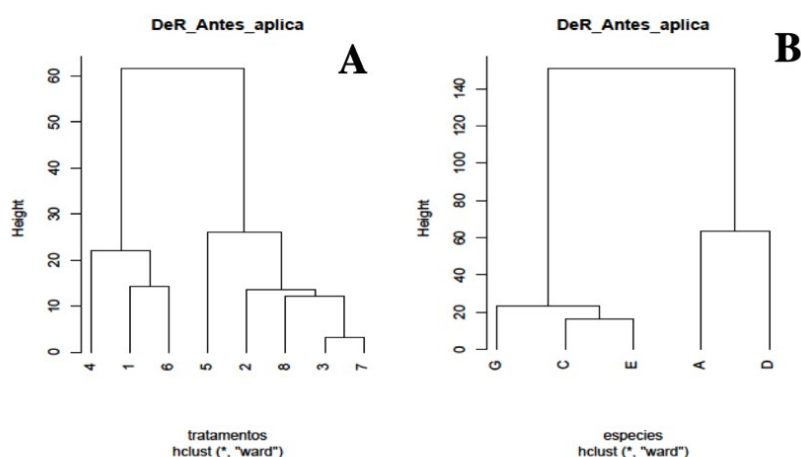 DeR_Antes_aplica
A
Height
0
10
20
30
40
50
60
4
1
6
5
2
8
3
7
tratamentos
hclust (*, "ward")
DeR_Antes_aplica
B
Height
0
20
40
60
80
100
120
140
G
C
E
A
D
especies
hclust (*, "ward")